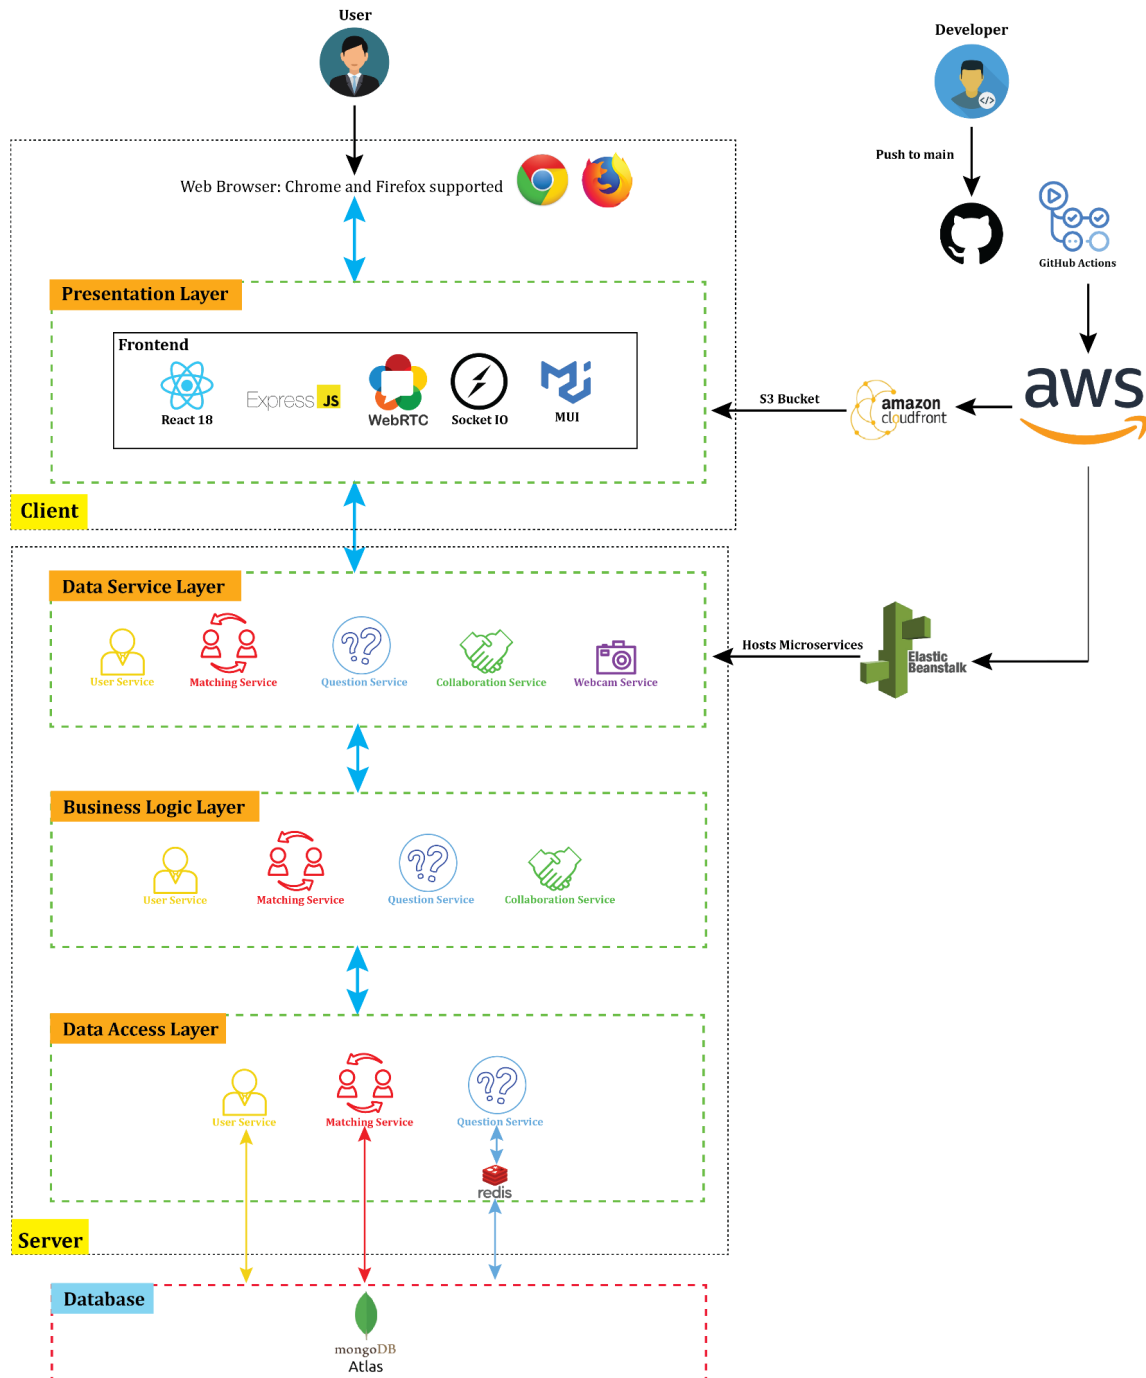 User
Developer
Push to main
Web Browser: Chrome and Firefox supported
GitHub Actions
Presentation Layer
Frontend
React 18
Express JS
WebRTC
Socket IO
MUI
S3 Bucket
amazon
cloudfront
aws
Client
Data Service Layer
User Service
Matching Service
Question Service
Collaboration Service
Webcam Service
Hosts Microservices
Elastic
Beanstalk
Business Logic Layer
User Service
Matching Service
Question Service
Collaboration Service
Data Access Layer
User Service
Matching Service
Question Service
redis
Server
Database
mongoDB
Atlas